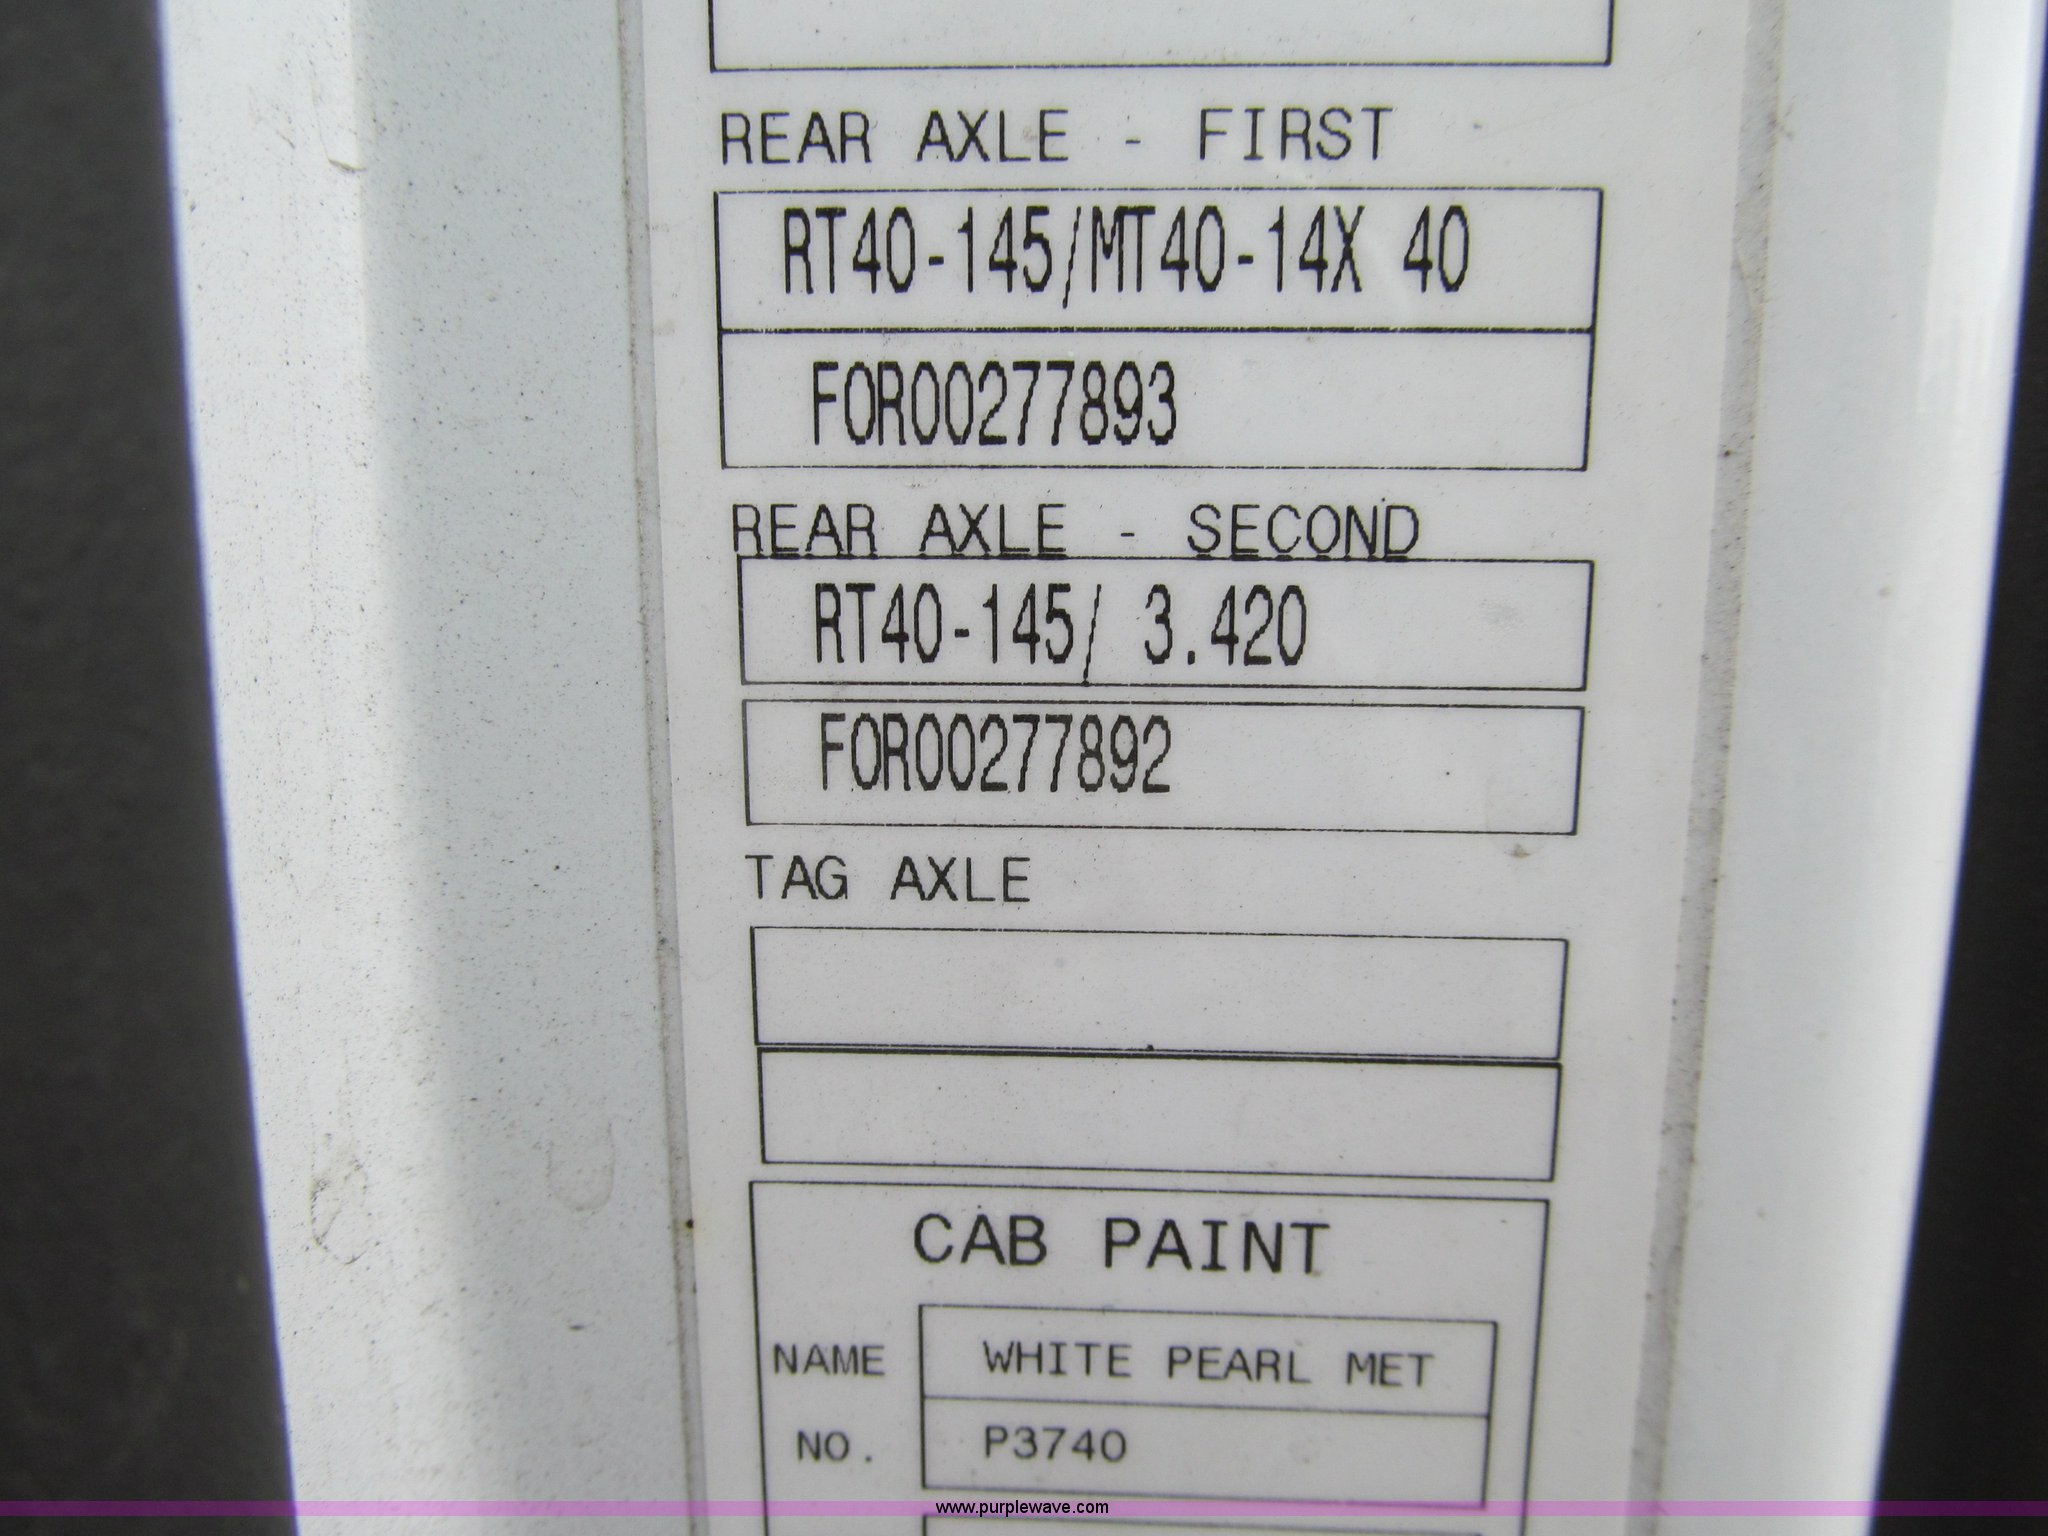 REAR AXLE - FIRST
RT40-145/MT40-14X 40
FOR00277893
REAR AXLE - SECOND
RT40-145/ 3.420
FOR00277892
TAG AXLE
CAB PAINT
NAME WHITE PEARL MET
NO. P3740
www.purplewave.com